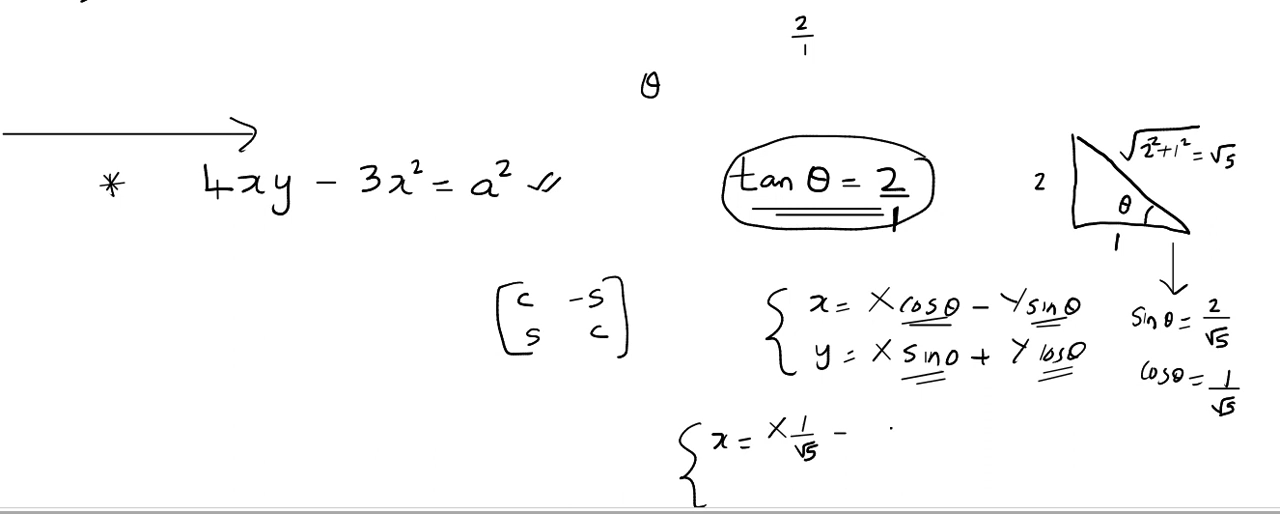 2/1
θ
* 4xy - 3x² = a²
tan θ = 2/1
√2²+1² = √5
2
θ
1
[c -s
s c]
{ x = X cosθ - Y sinθ
y = X sinθ + Y cosθ
sin θ = 2/√5
cosθ = 1/√5
{ x = X 1/√5 -